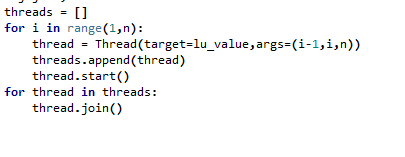 threads = []
for i in range(1,n):
    thread = Thread(target=lu_value,args=(i-1,i,n))
    threads.append(thread)
    thread.start()
for thread in threads:
    thread.join()